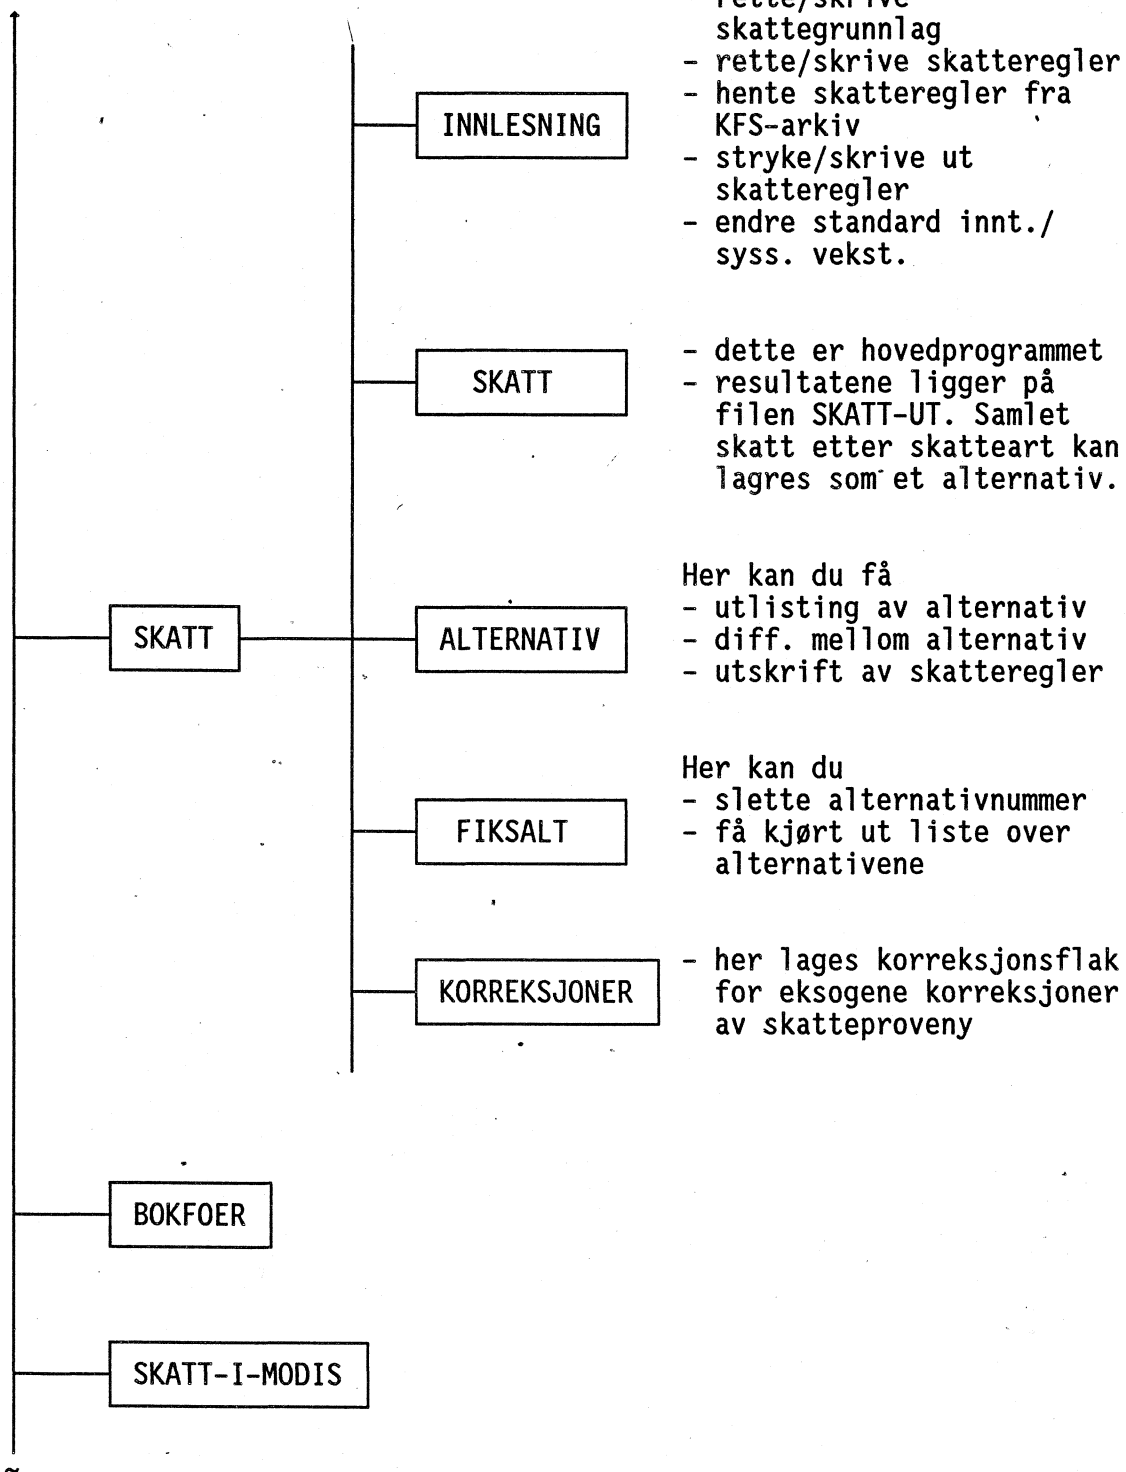 skattegrunnlag
- rette/skrive skatteregler
- hente skatteregler fra
KFS-arkiv
- stryke/skrive ut
skatteregler
- endre standard innt./
syss. vekst.
INNLESNING
- dette er hovedprogrammet
- resultatene ligger på
filen SKATT-UT. Samlet
skatt etter skatteart kan
lagres som et alternativ.
SKATT
Her kan du få
- utlisting av alternativ
- diff. mellom alternativ
- utskrift av skatteregler
SKATT
ALTERNATIV
Her kan du
- slette alternativnummer
- få kjørt ut liste over
alternativene
FIKSALT
- her lages korreksjonsflak
for eksogene korreksjoner
av skatteproveny
KORREKSJONER
BOKFOER
SKATT-I-MODIS